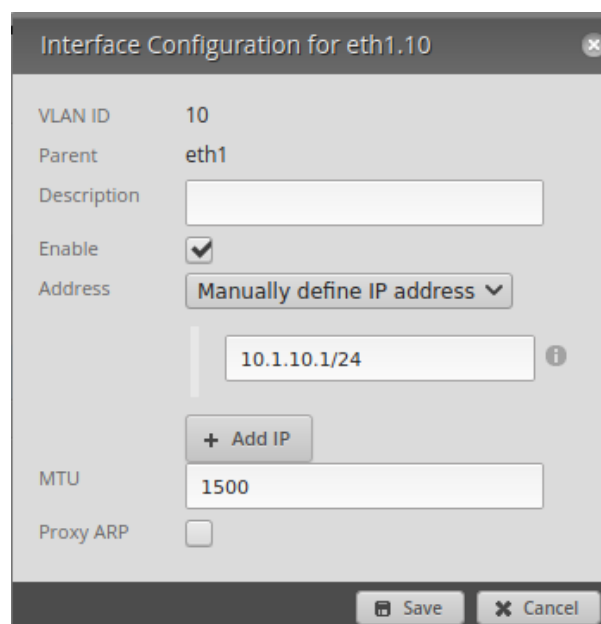 Interface Configuration for eth1.10
VLAN ID 10
Parent eth1
Description
Enable
Address Manually define IP address
10.1.10.1/24
+ Add IP
MTU 1500
Proxy ARP
Save Cancel